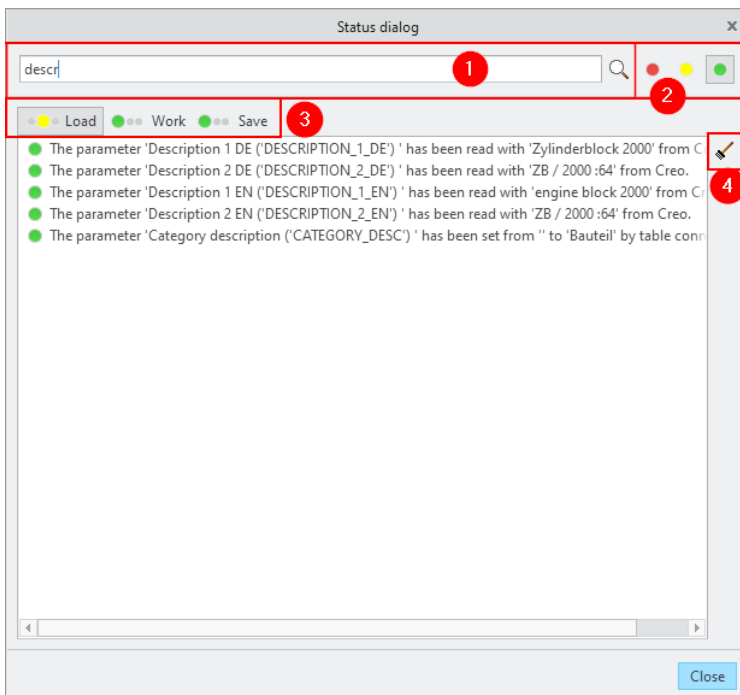 Status dialog
descr
1
2
Load Work Save
3
The parameter 'Description 1 DE ('DESCRIPTION_1_DE') ' has been read with 'Zylinderblock 2000' from C
The parameter 'Description 2 DE ('DESCRIPTION_2_DE') ' has been read with 'ZB / 2000 :64' from Creo.
4
The parameter 'Description 1 EN ('DESCRIPTION_1_EN') ' has been read with 'engine block 2000' from Cr
The parameter 'Description 2 EN ('DESCRIPTION_2_EN') ' has been read with 'ZB / 2000 :64' from Creo.
The parameter 'Category description ('CATEGORY_DESC') ' has been set from '' to 'Bauteil' by table conn
Close